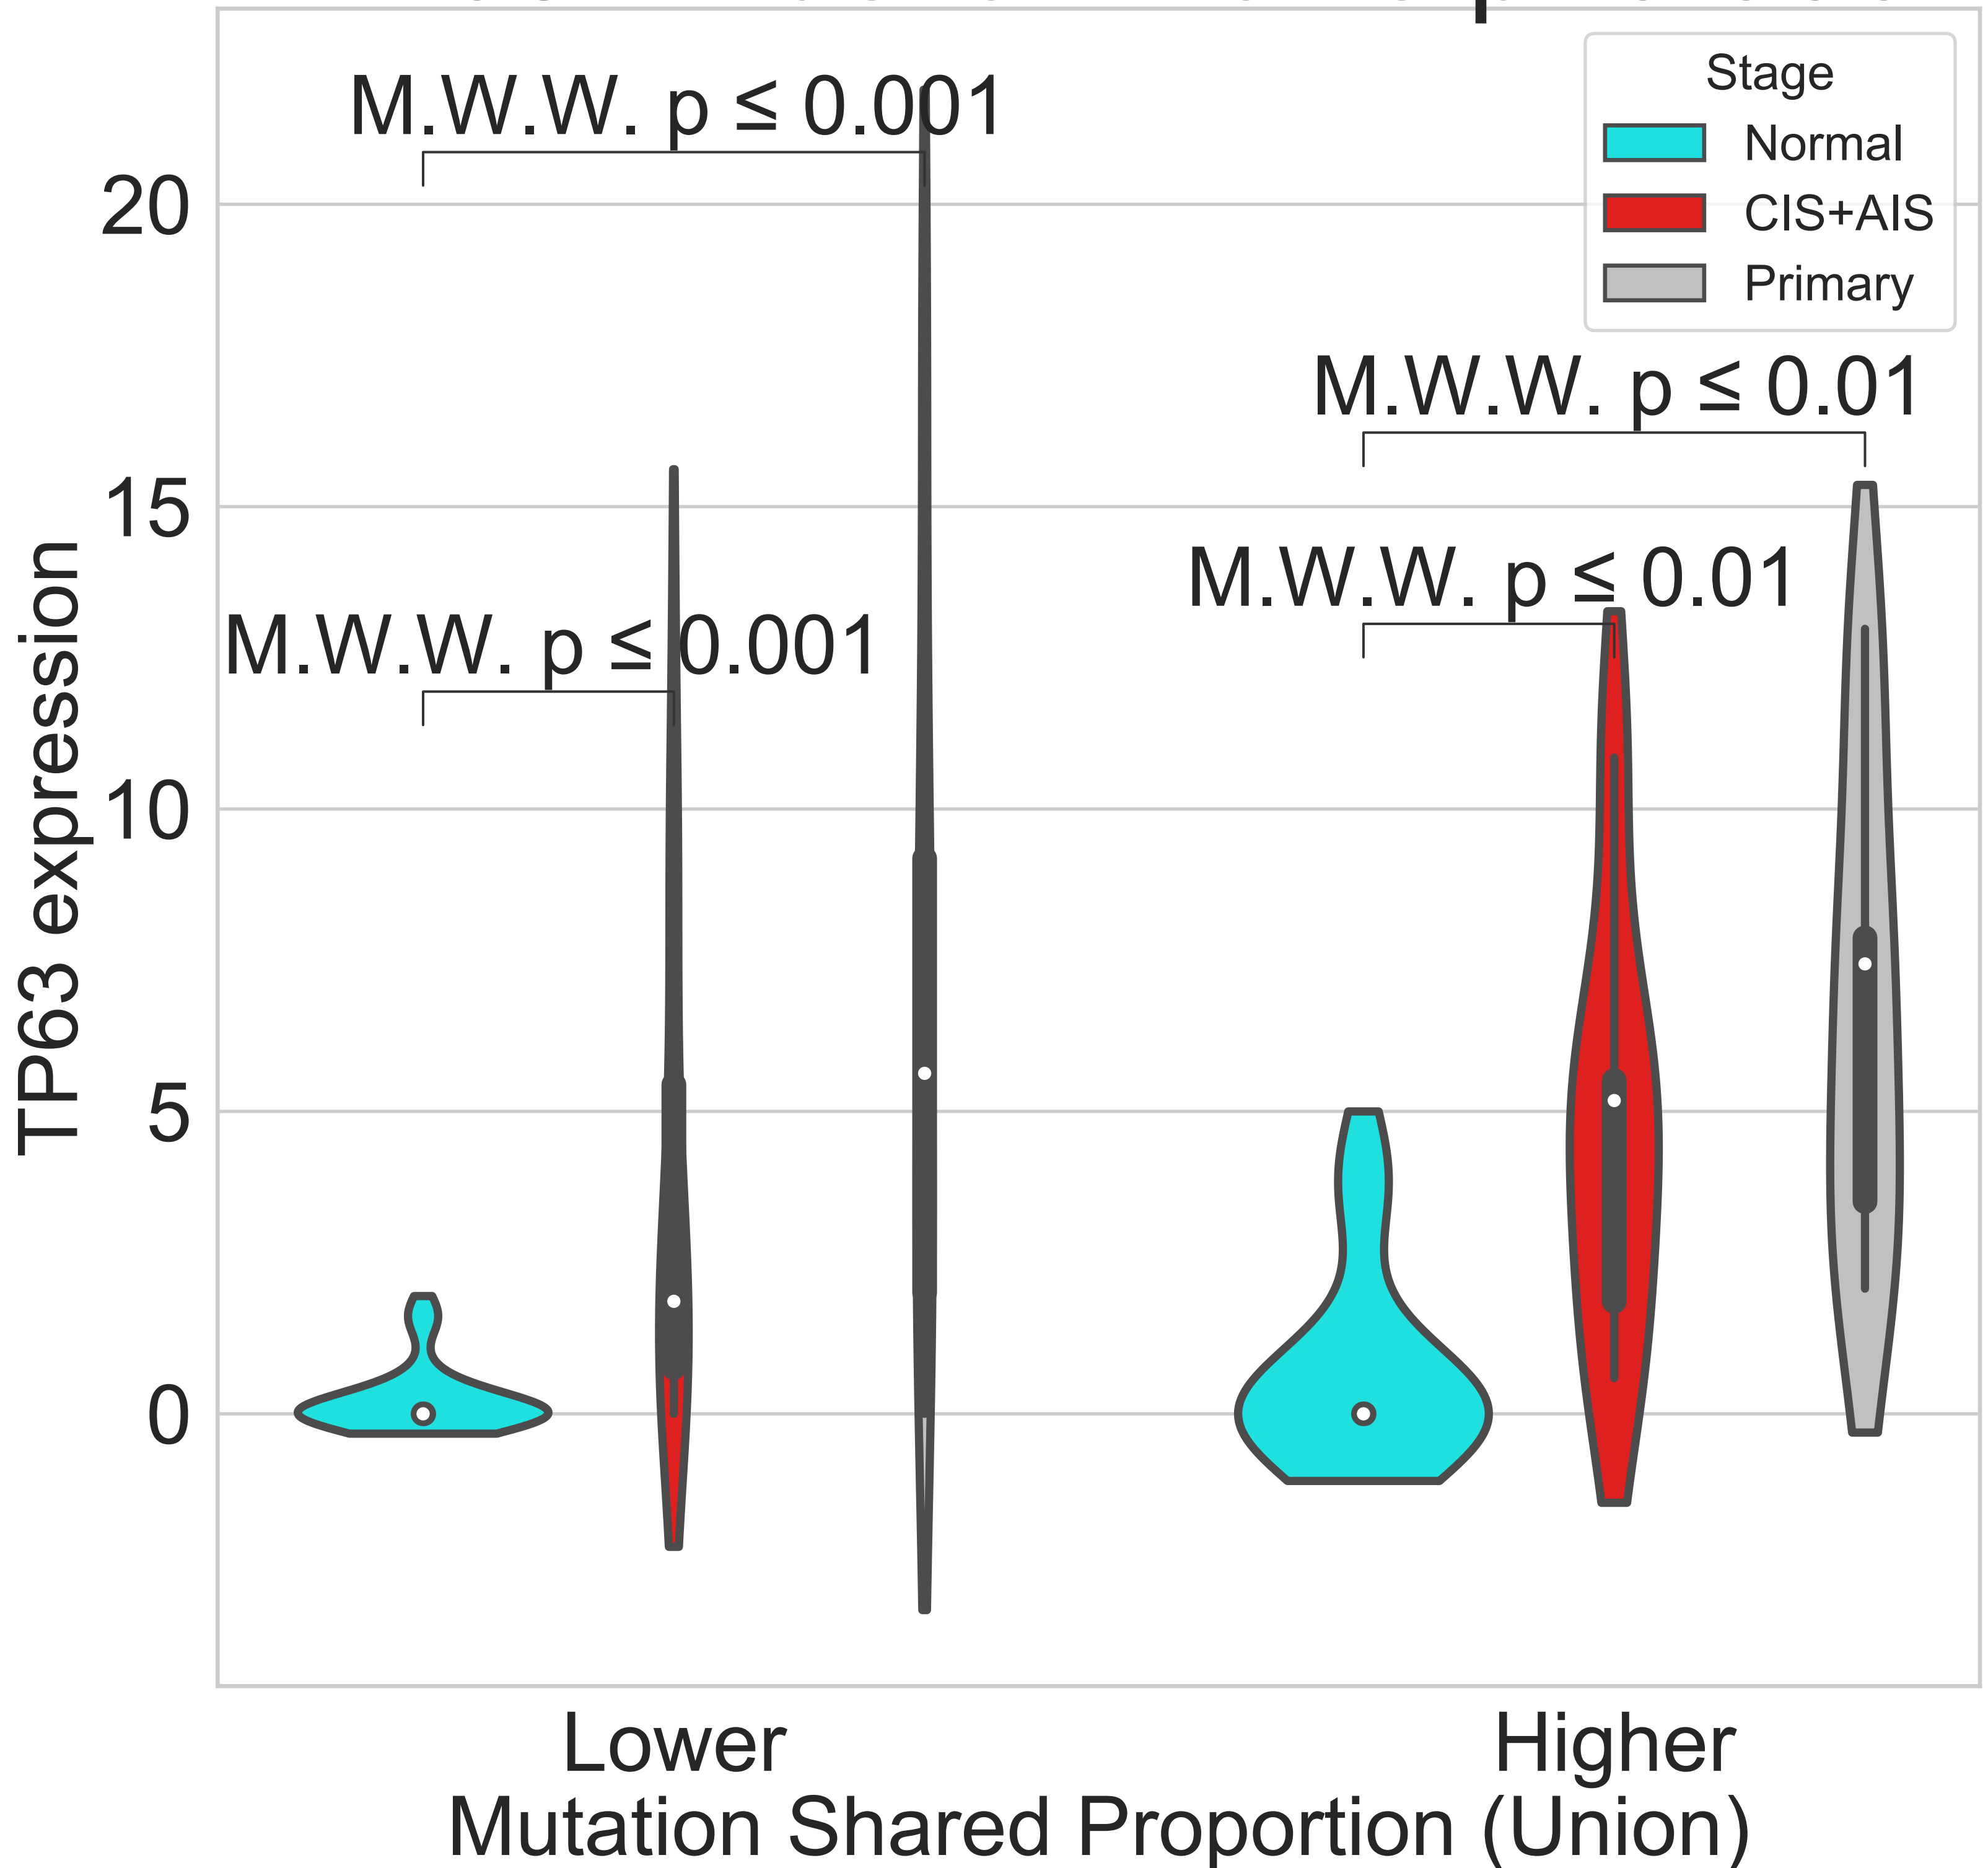 M.W.W. p ≤ 0.001
Stage
Normal
CIS+AIS
Primary
20
M.W.W. p ≤ 0.01
15
M.W.W. p ≤ 0.01
M.W.W. p ≤ 0.001
10
5
0
TP63 expression
Lower
Higher
Mutation Shared Proportion (Union)